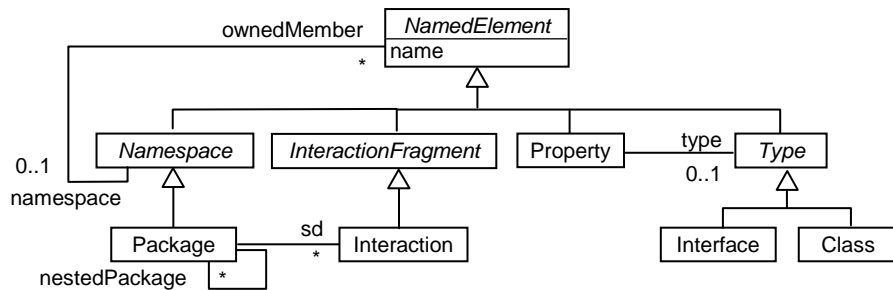 ownedMember
NamedElement
name
*
Namespace
InteractionFragment
Property
type
Type
0..1
0..1
namespace
Package
sd
*
Interaction
Interface
Class
nestedPackage
*